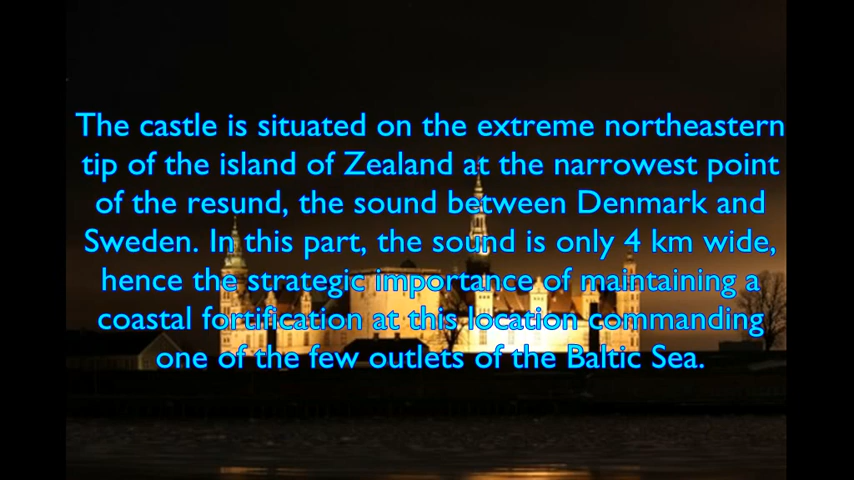 The castle is situated on the extreme northeastern
tip of the island of Zealand at the narrowest point
of the resund, the sound between Denmark and
Sweden. In this part, the sound is only 4 km wide,
hence the strategic importance of maintaining a
coastal fortification at this location commanding
one of the few outlets of the Baltic Sea.